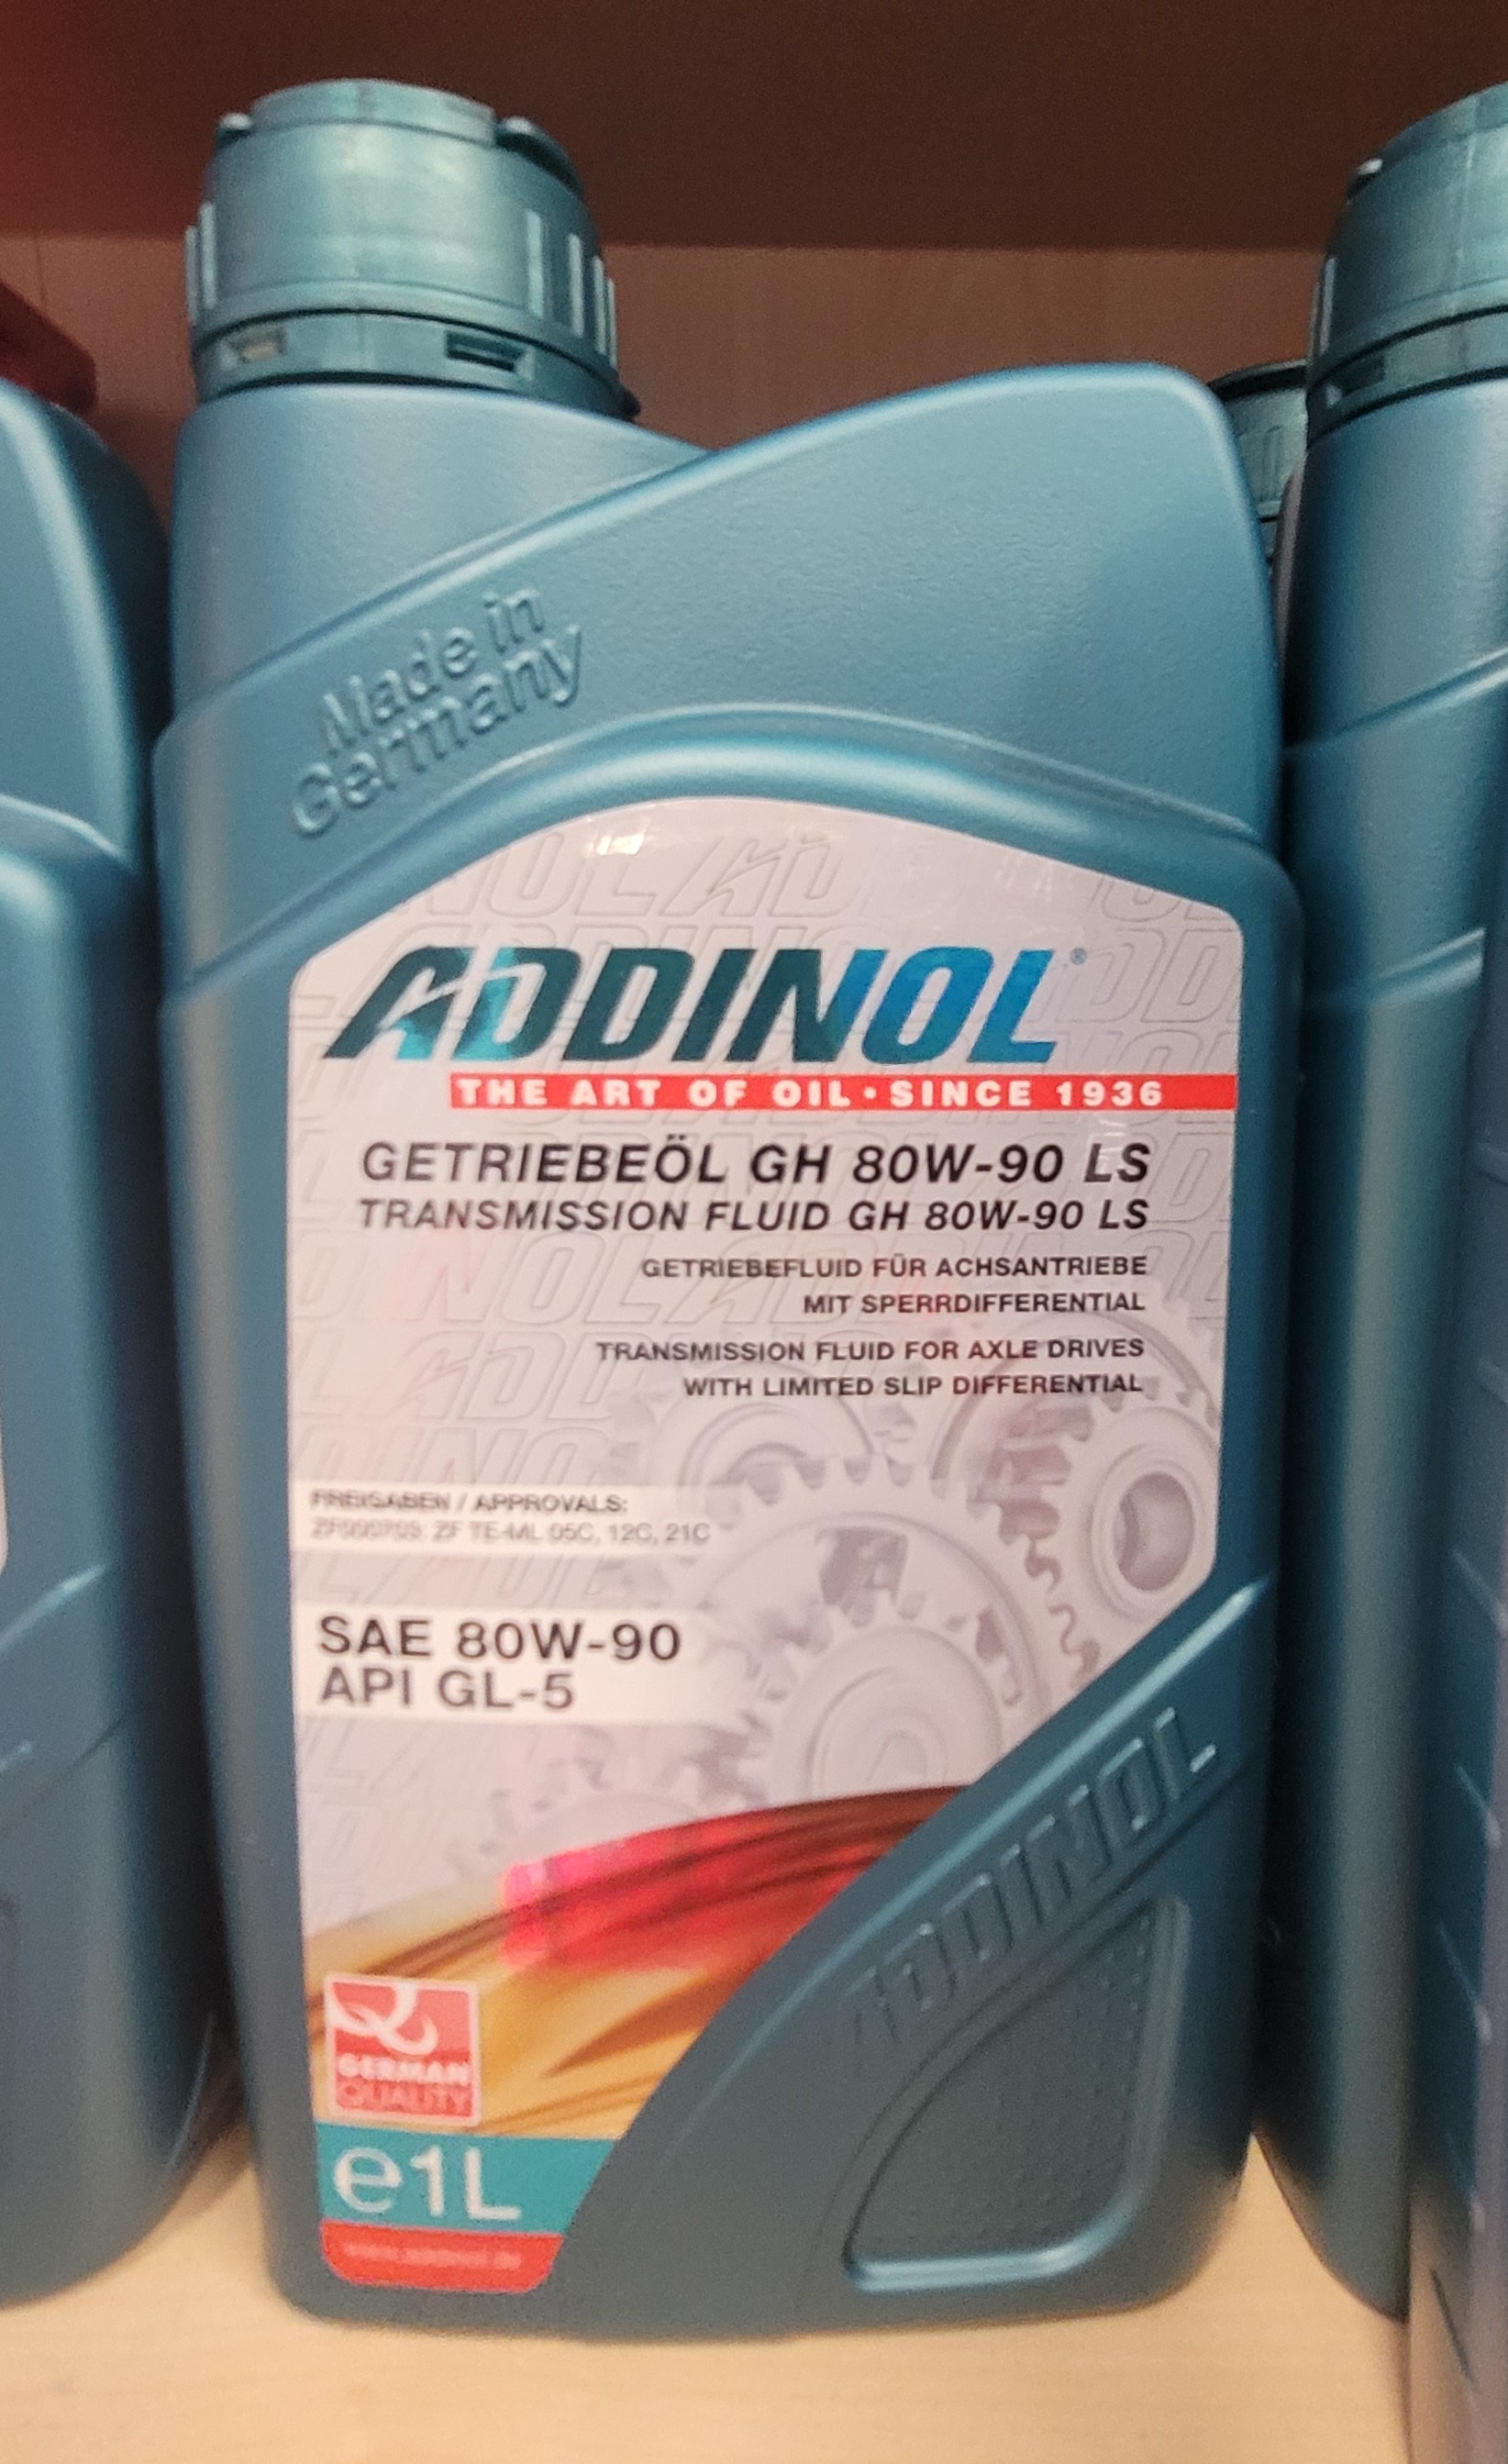 Made in
Germany
ADDINOL®
THE ART OF OIL • SINCE 1936
GETRIEBEÖL GH 80W-90 LS
TRANSMISSION FLUID GH 80W-90 LS
GETRIEBEFLUID FÜR ACHSANTRIEBE
MIT SPERRDIFFERENTIAL
TRANSMISSION FLUID FOR AXLE DRIVES
WITH LIMITED SLIP DIFFERENTIAL
FREIGABEN / APPROVALS:
ZF TE-ML 05C, 12C, 21C
SAE 80W-90
API GL-5
ADDINOL
GERMAN
QUALITY
e1L